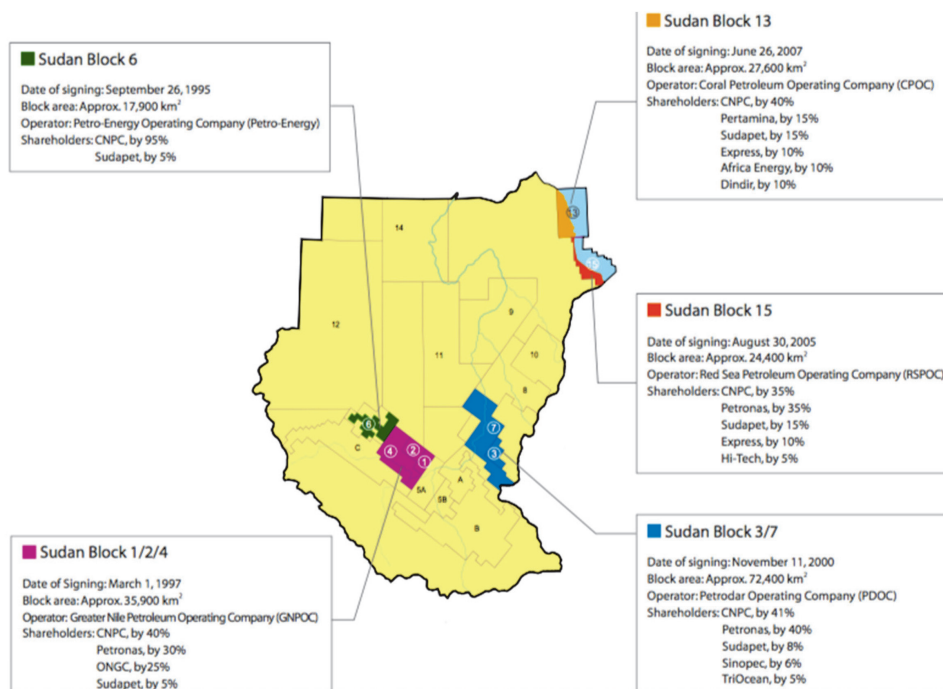 Sudan Block 6
Date of signing: September 26, 1995
Block area: Approx. 17,900 km²
Operator: Petro-Energy Operating Company (Petro-Energy)
Shareholders: CNPC, by 95%
Sudapet, by 5%
Sudan Block 13
Date of signing: June 26, 2007
Block area: Approx. 27,600 km²
Operator: Coral Petroleum Operating Company (CPOC)
Shareholders: CNPC, by 40%
Pertamina, by 15%
Sudapet, by 15%
Express, by 10%
Africa Energy, by 10%
Dindir, by 10%
13
14
15
12
9
11
10
8
6
7
C
4
2
1
3
A
5A
5B
B
Sudan Block 15
Date of signing: August 30, 2005
Block area: Approx. 24,400 km²
Operator: Red Sea Petroleum Operating Company (RSPOC)
Shareholders: CNPC, by 35%
Petronas, by 35%
Sudapet, by 15%
Express, by 10%
Hi-Tech, by 5%
Sudan Block 1/2/4
Date of Signing: March 1, 1997
Block area: Approx. 35,900 km²
Operator: Greater Nile Petroleum Operating Company (GNPOC)
Shareholders: CNPC, by 40%
Petronas, by 30%
ONGC, by25%
Sudapet, by 5%
Sudan Block 3/7
Date of signing: November 11, 2000
Block area: Approx. 72,400 km²
Operator: Petrodar Operating Company (PDOC)
Shareholders: CNPC, by 41%
Petronas, by 40%
Sudapet, by 8%
Sinopec, by 6%
TriOcean, by 5%